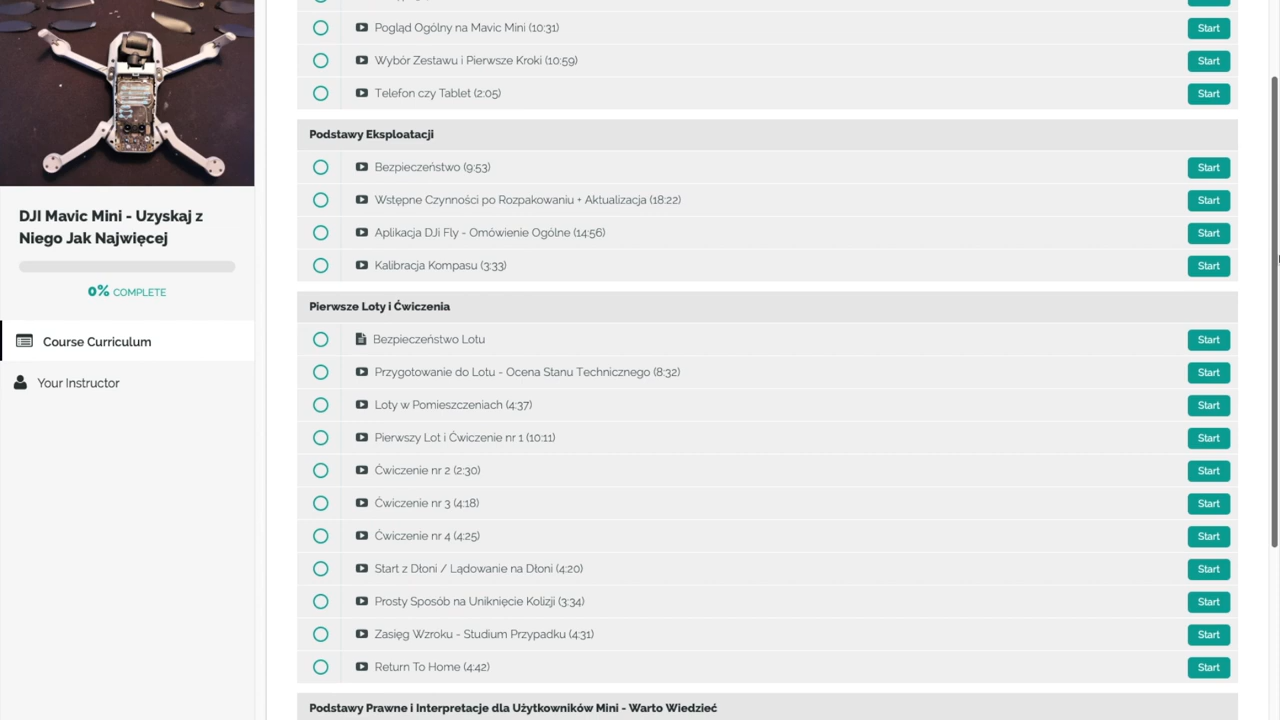 Start
Pogląd Ogólny na Mavic Mini (10:31)
Start
Wybór Zestawu i Pierwsze Kroki (10:59)
Start
Telefon czy Tablet (2:05)
Start
Podstawy Eksploatacji
Bezpieczeństwo (9:53)
Start
Wstępne Czynności po Rozpakowaniu + Aktualizacja (18:22)
Start
Aplikacja DJi Fly - Omówienie Ogólne (14:56)
Start
Kalibracja Kompasu (3:33)
Start
Pierwsze Loty i Ćwiczenia
Bezpieczeństwo Lotu
Start
Przygotowanie do Lotu - Ocena Stanu Technicznego (8:32)
Start
Loty w Pomieszczeniach (4:37)
Start
Pierwszy Lot i Ćwiczenie nr 1 (10:11)
Start
Ćwiczenie nr 2 (2:30)
Start
Ćwiczenie nr 3 (4:18)
Start
Ćwiczenie nr 4 (4:25)
Start
Start z Dłoni / Lądowanie na Dłoni (4:20)
Start
Prosty Sposób na Uniknięcie Kolizji (3:34)
Start
Zasięg Wzroku - Studium Przypadku (4:31)
Start
Return To Home (4:42)
Start
Podstawy Prawne i Interpretacje dla Użytkowników Mini - Warto Wiedzieć
DJI Mavic Mini - Uzyskaj z
Niego Jak Najwięcej
0% COMPLETE
Course Curriculum
Your Instructor